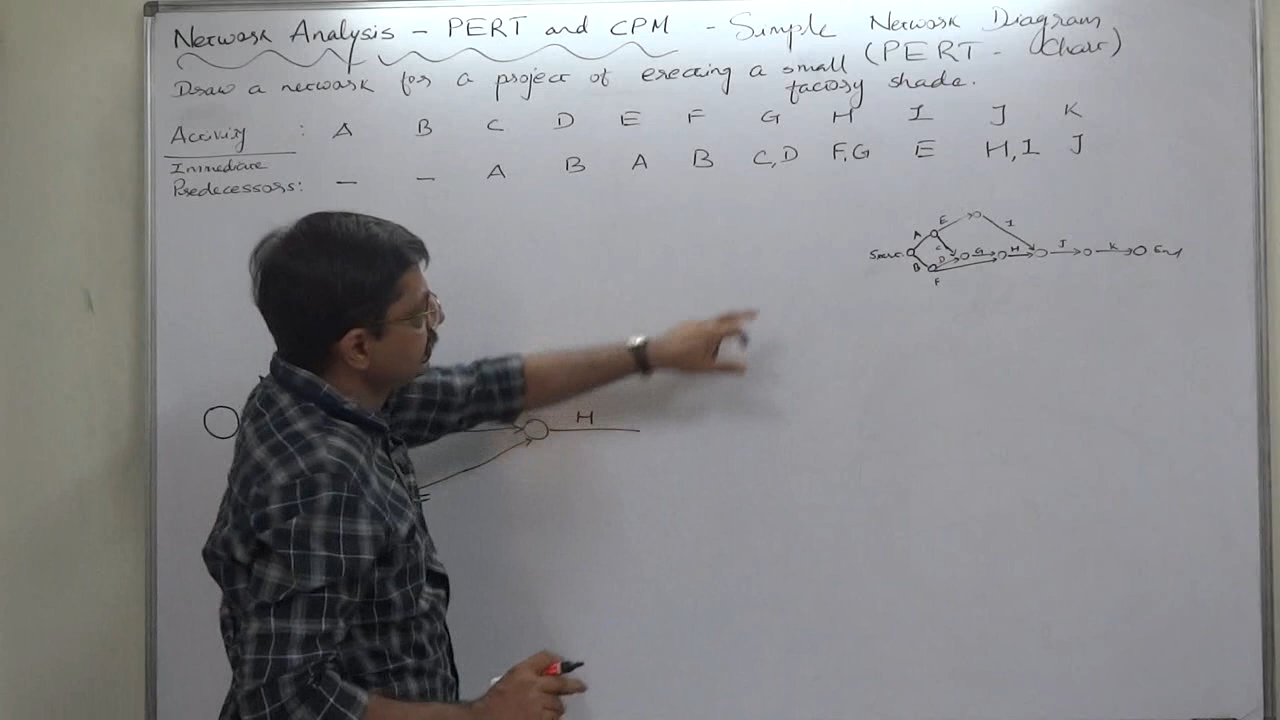 Network Analysis - PERT and CPM - Simple Network Diagram
(PERT - Chart)
Draw a network for a project of erecting a small
factory shade.
Activity : A B C D E F G H I J K
Immediate
Predecessors: - - A B A B C,D F,G E H,I J
E I
A
Start C D G H J K End
B
F
H